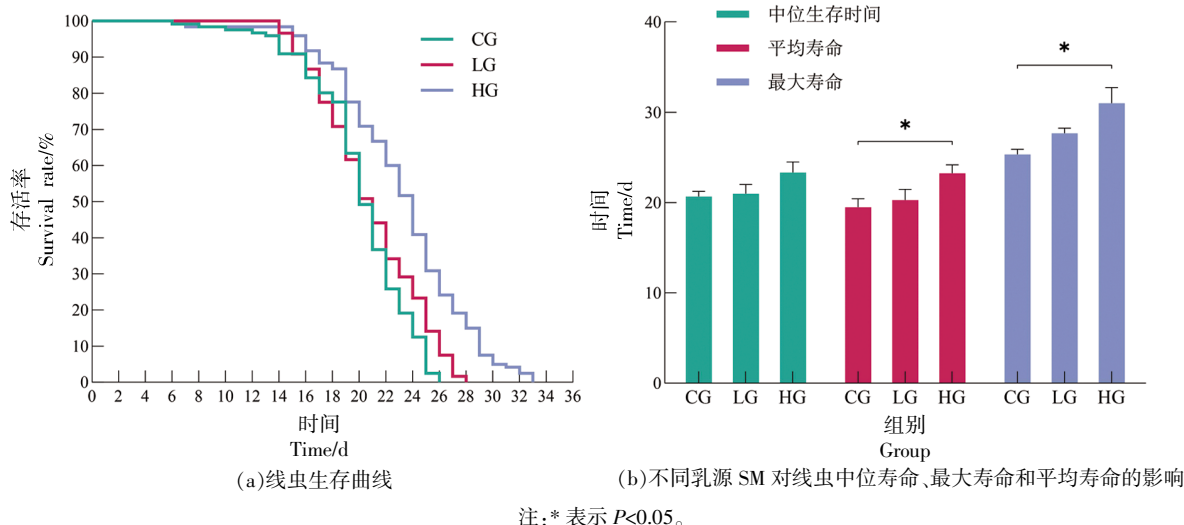 100
90
80
70
60
50
40
30
20
10
0
存活率
Survival rate/%
CG
LG
HG
0 2 4 6 8 10 12 14 16 18 20 22 24 26 28 30 32 34 36
时间
Time/d
(a)线虫生存曲线
中位生存时间
平均寿命
最大寿命
40
30
20
10
0
时间
Time/d
*
*
CG LG HG CG LG HG CG LG HG
组别
Group
(b)不同乳源 SM 对线虫中位寿命、最大寿命和平均寿命的影响
注:* 表示 P<0.05。